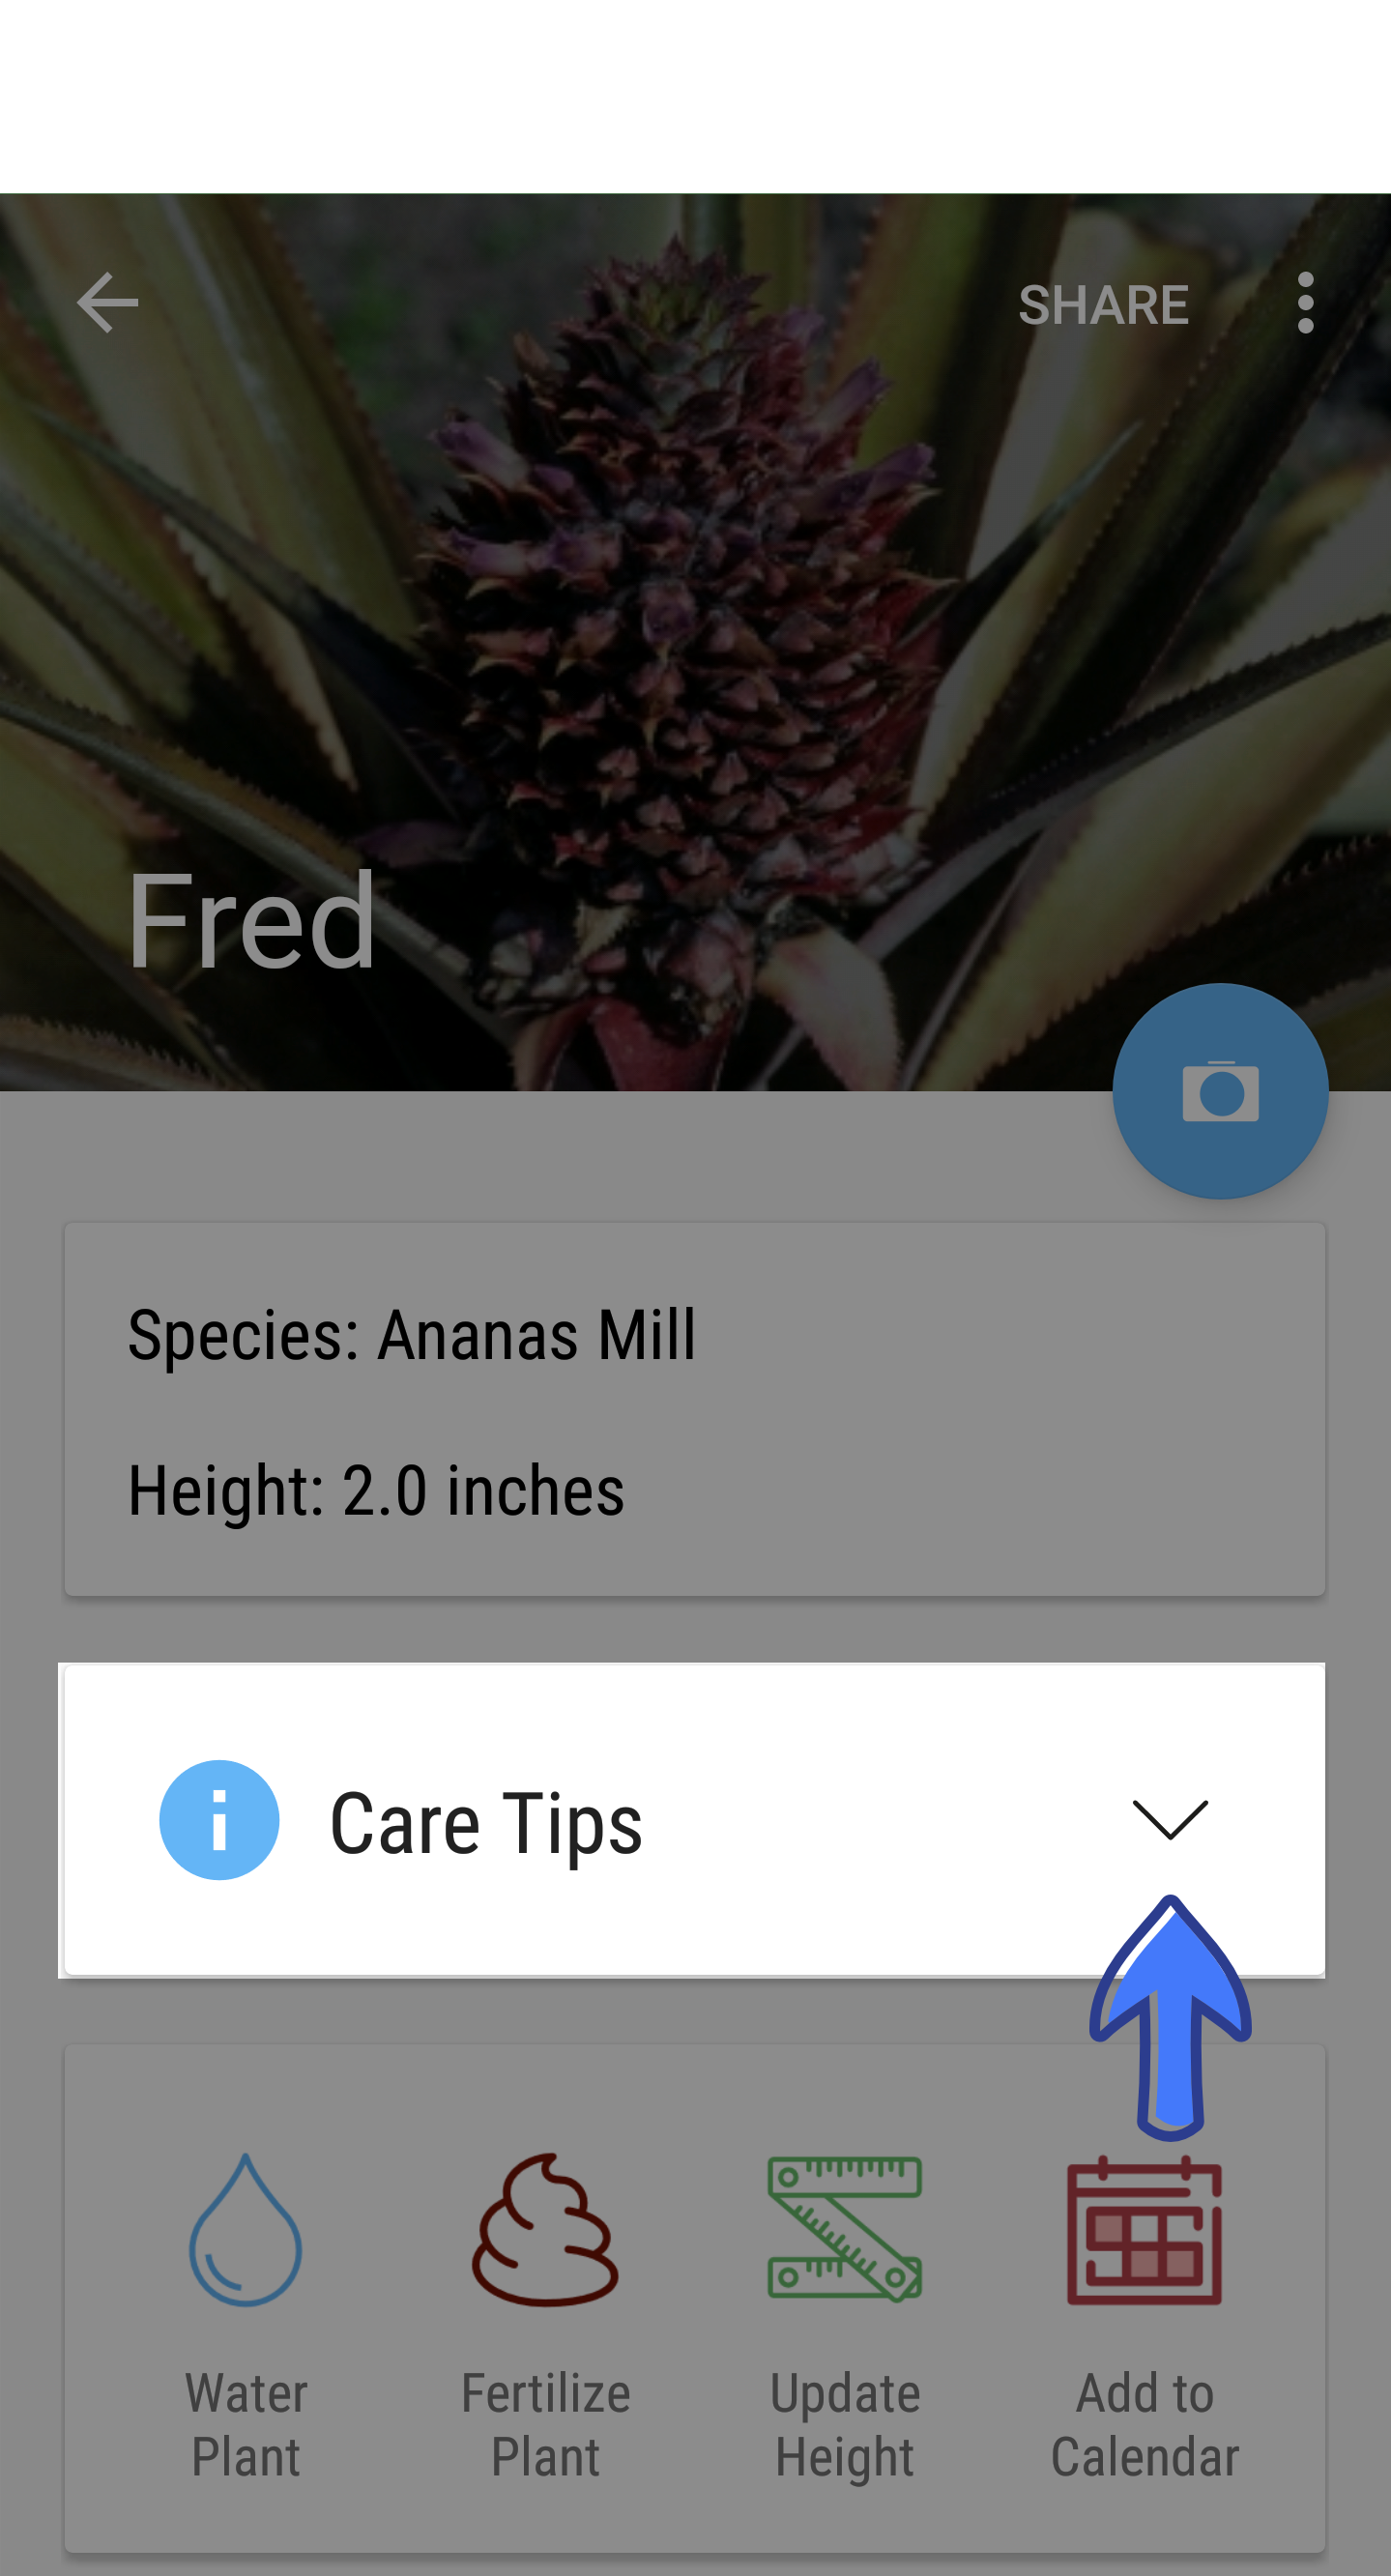 SHARE
Fred
Species: Ananas Mill
Height: 2.0 inches
Care Tips
Water
Plant
Fertilize
Plant
Update
Height
Add to
Calendar